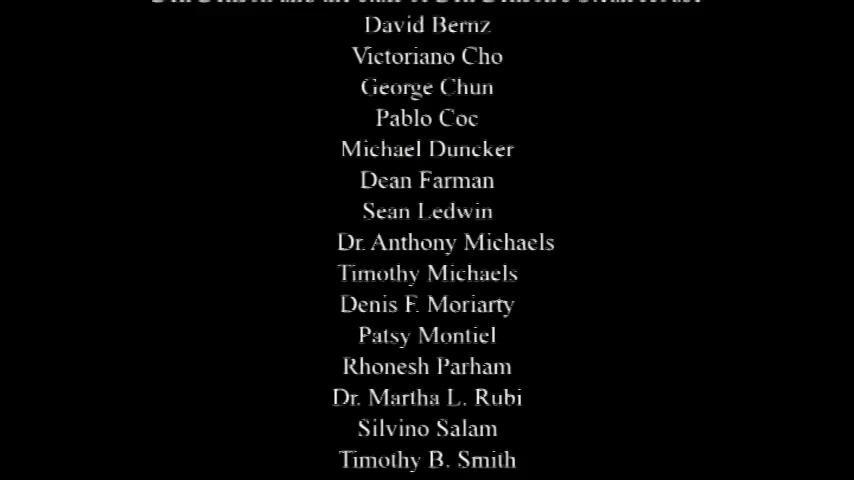 David Bernz
Victoriano Cho
George Chun
Pablo Coc
Michael Duncker
Dean Farman
Sean Ledwin
Dr. Anthony Michaels
Timothy Michaels
Denis F. Moriarty
Patsy Montiel
Rhonesh Parham
Dr. Martha L. Rubi
Silvino Salam
Timothy B. Smith